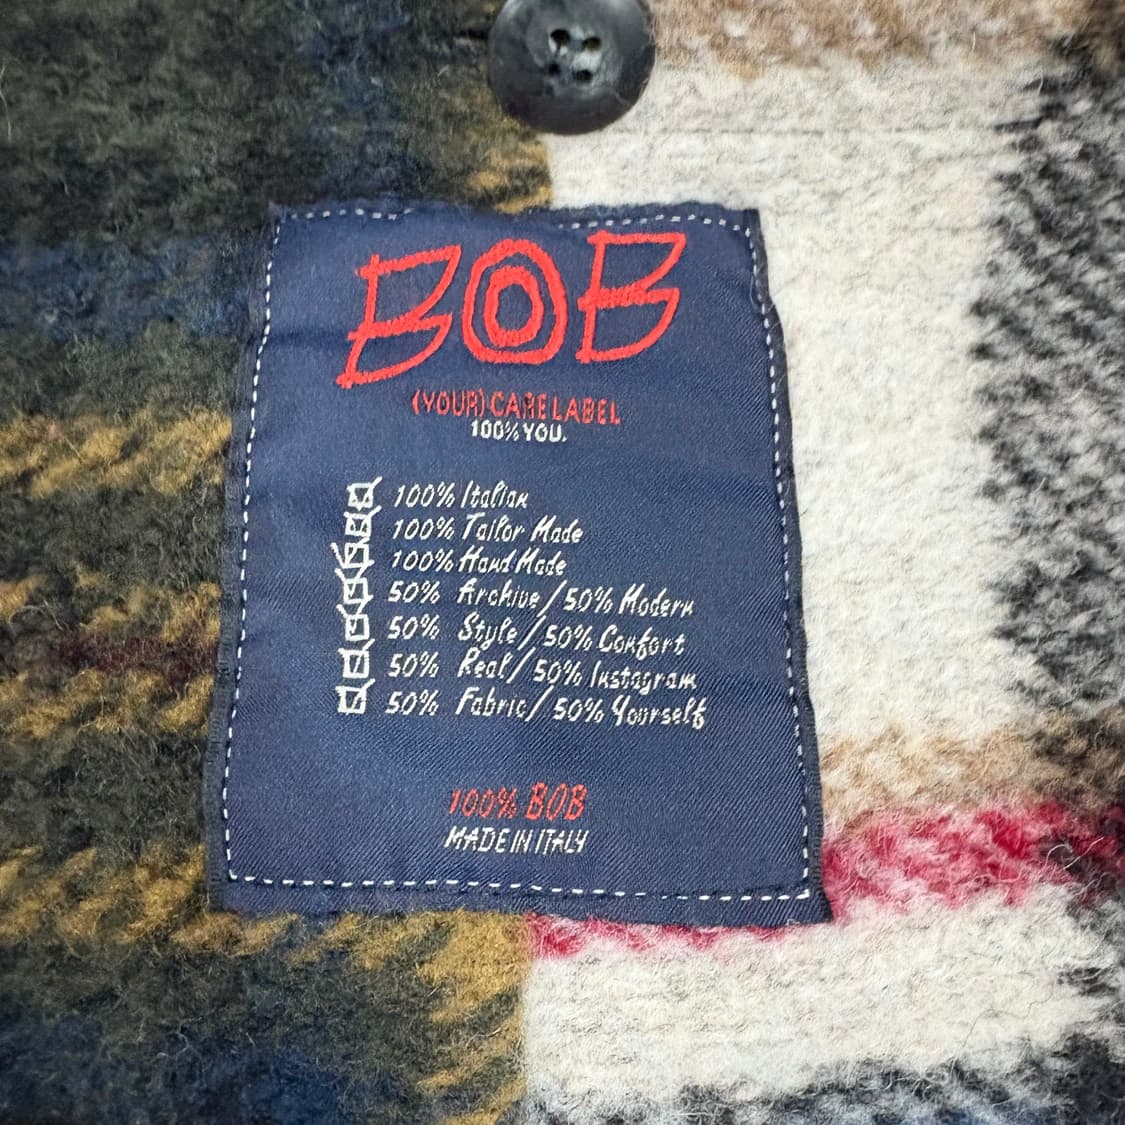 BOB
(YOUR) CARE LABEL
100% YOU.
100% Italian
100% Tailor Made
100% Hand Made
50% Archive / 50% Modern
50% Style / 50% Comfort
50% Real / 50% Instagram
50% Fabric / 50% Yourself
100% BOB
MADE IN ITALY